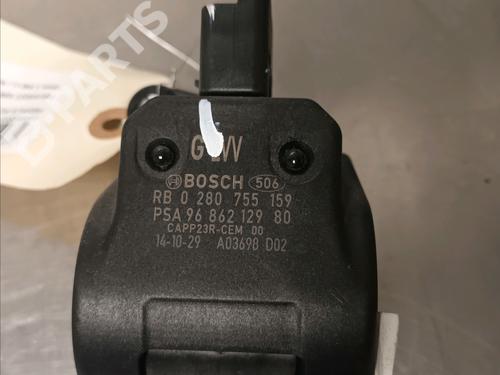 B-PARTS
BOSCH 506
RB 0 280 755 159
PSA 96 862 129 80
CAPP23R-CEM 00
14-10-29 A03698 D02